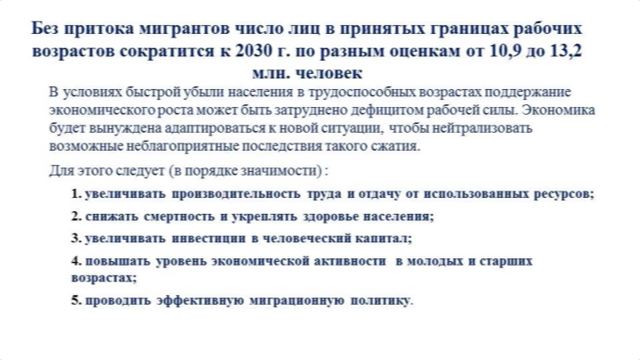 Без притока мигрантов число лиц в принятых границах рабочих
возрастов сократится к 2030 г. по разным оценкам от 10,9 до 13,2
млн. человек
В условиях быстрой убыли населения в трудоспособных возрастах поддержание
экономического роста может быть затруднено дефицитом рабочей силы. Экономика
будет вынуждена адаптироваться к новой ситуации, чтобы нейтрализовать
возможные неблагоприятные последствия такого сжатия.
Для этого следует (в порядке значимости) :
1. увеличивать производительность труда и отдачу от использованных ресурсов;
2. снижать смертность и укреплять здоровье населения;
3. увеличивать инвестиции в человеческий капитал;
4. повышать уровень экономической активности в молодых и старших
возрастах;
5. проводить эффективную миграционную политику.